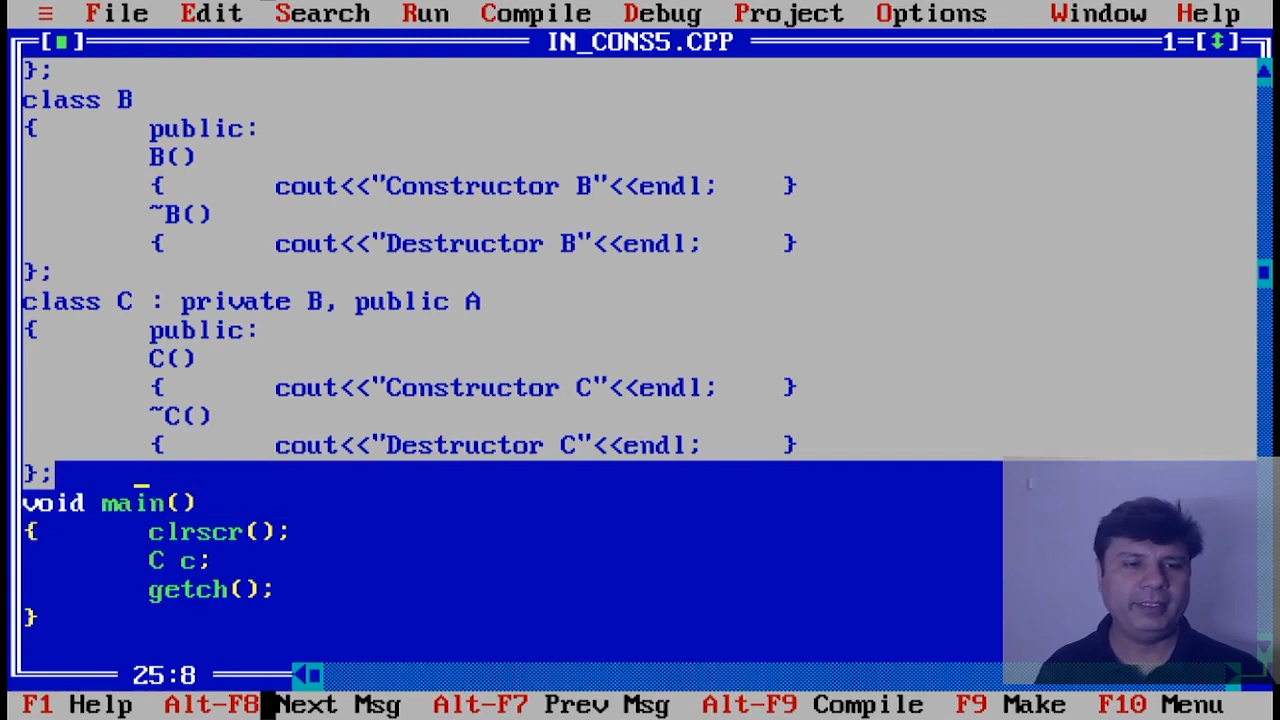 ≡ File Edit Search Run Compile Debug Project Options Window Help
[■] IN_CONS5.CPP 1=[↕]
};
class B
{ public:
B()
{ cout<<"Constructor B"<<endl; }
~B()
{ cout<<"Destructor B"<<endl; }
};
class C : private B, public A
{ public:
C()
{ cout<<"Constructor C"<<endl; }
~C()
{ cout<<"Destructor C"<<endl; }
};
void main()
{ clrscr();
C c;
getch();
}
25:8
F1 Help Alt-F8 Next Msg Alt-F7 Prev Msg Alt-F9 Compile F9 Make F10 Menu